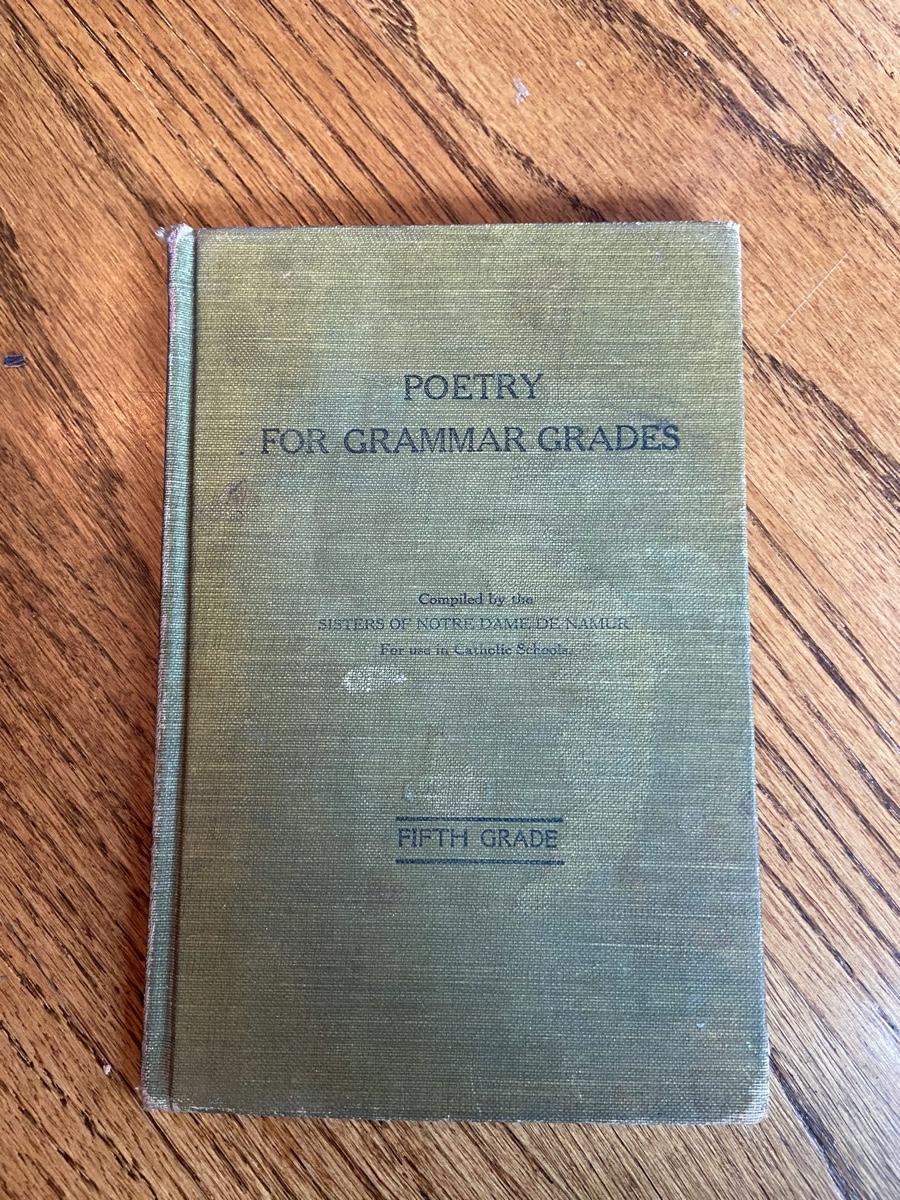 POETRY
FOR GRAMMAR GRADES
Compiled by the
SISTERS OF NOTRE DAME DE NAMUR
For use in Catholic Schools.
FIFTH GRADE